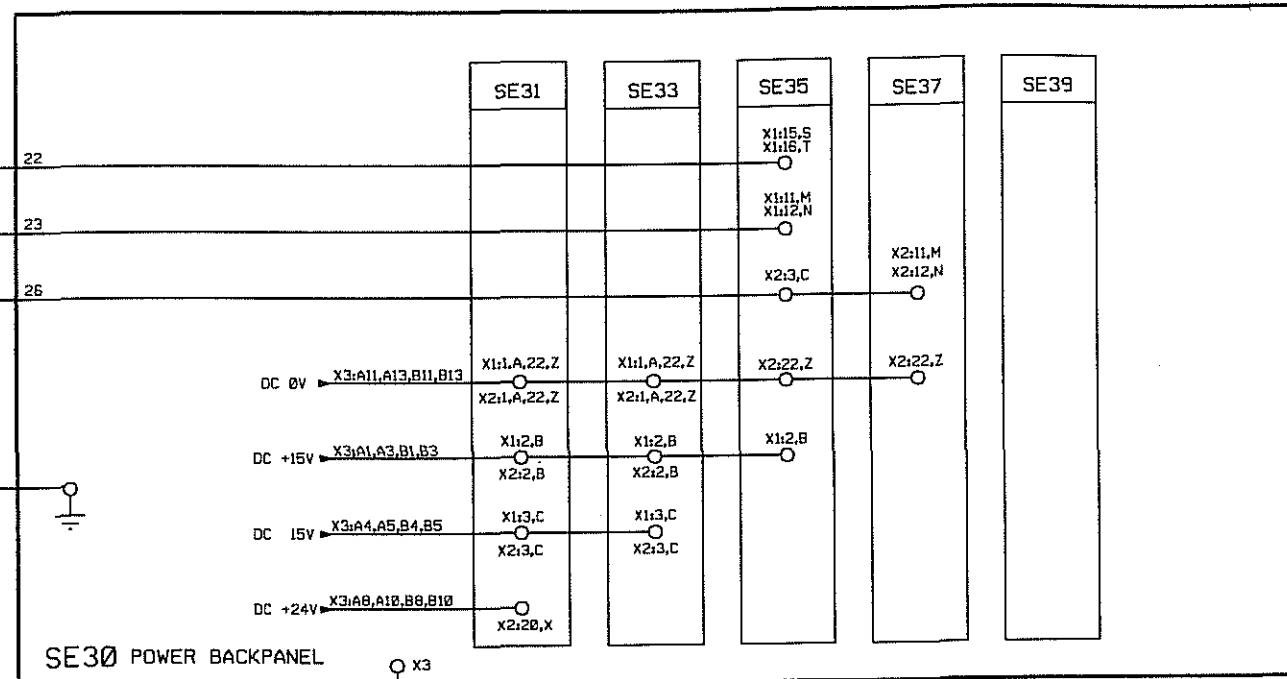 SE31 SE33 SE35 SE37 SE39
X1:15,S
X1:16,T
22
X1:11,M
X1:12,N
23
X2:11,M
X2:3,C X2:12,N
26
DC 0V X3:A11,A13,B11,B13 X1:1,A,22,Z X1:1,A,22,Z X2:22,Z X2:22,Z
X2:1,A,22,Z X2:1,A,22,Z
DC +15V X3:A1,A3,B1,B3 X1:2,B X1:2,B X1:2,B
X2:2,B X2:2,B
DC 15V X3:A4,A5,B4,B5 X1:3,C X1:3,C
X2:3,C X2:3,C
DC +24V X3:A8,A10,B8,B10
X2:20,X
SE30 POWER BACKPANEL X3